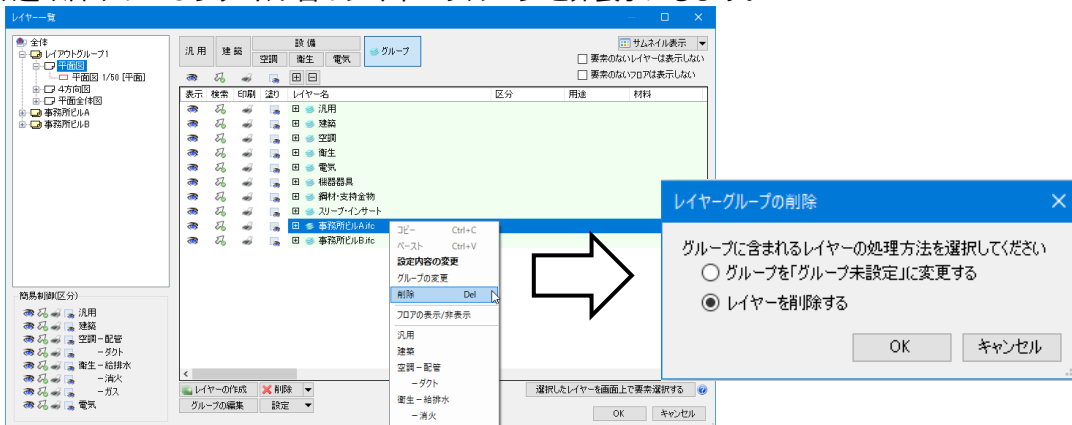 レイヤー一覧
全体
レイアウトグループ1
平面図
平面図 1/50 [平面]
4方向図
平面全体図
事務所ビルA
事務所ビルB
汎用
建築
設備
空調
衛生
電気
グループ
サムネイル表示
要素のないレイヤーは表示しない
要素のないフロアは表示しない
表示 検索 印刷 塗り レイヤー名 区分 用途 材料
汎用
建築
空調
衛生
電気
機器器具
鋼材・支持金物
スリーブ・インサート
事務所ビルA.ifc
事務所ビルB.ifc
コピー Ctrl+C
ペースト Ctrl+V
設定内容の変更
グループの変更
削除 Del
フロアの表示/非表示
汎用
建築
空調－配管
－ダクト
衛生－給排水
－消火
簡易制御(区分)
汎用
建築
空調－配管
－ダクト
衛生－給排水
－消火
－ガス
電気
レイヤーの作成
削除
グループの編集
設定
選択したレイヤーを画面上で要素選択する
OK
キャンセル
レイヤーグループの削除
グループに含まれるレイヤーの処理方法を選択してください
グループを「グループ未設定」に変更する
レイヤーを削除する
OK
キャンセル